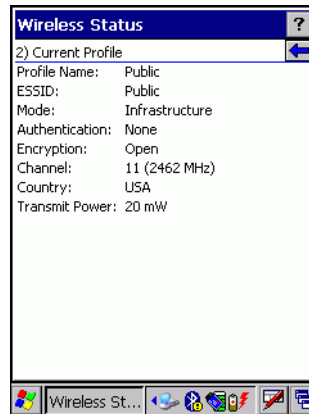 Wireless Status ?
2) Current Profile
Profile Name: Public
ESSID: Public
Mode: Infrastructure
Authentication: None
Encryption: Open
Channel: 11 (2462 MHz)
Country: USA
Transmit Power: 20 mW
Wireless St...